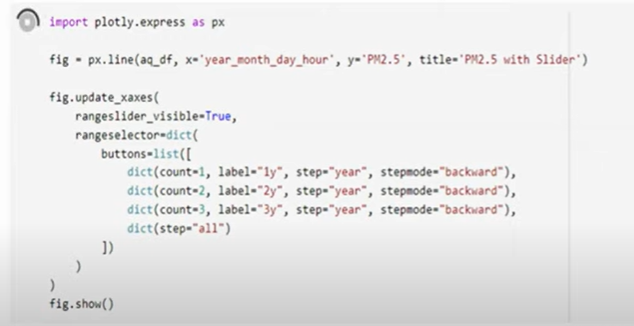 import plotly.express as px
fig = px.line(aq_df, x='year_month_day_hour', y='PM2.5', title='PM2.5 with Slider')
fig.update_xaxes(
rangeslider_visible=True,
rangeselector=dict(
buttons=list([
dict(count=1, label="1y", step="year", stepmode="backward"),
dict(count=2, label="2y", step="year", stepmode="backward"),
dict(count=3, label="3y", step="year", stepmode="backward"),
dict(step="all")
])
)
)
fig.show()